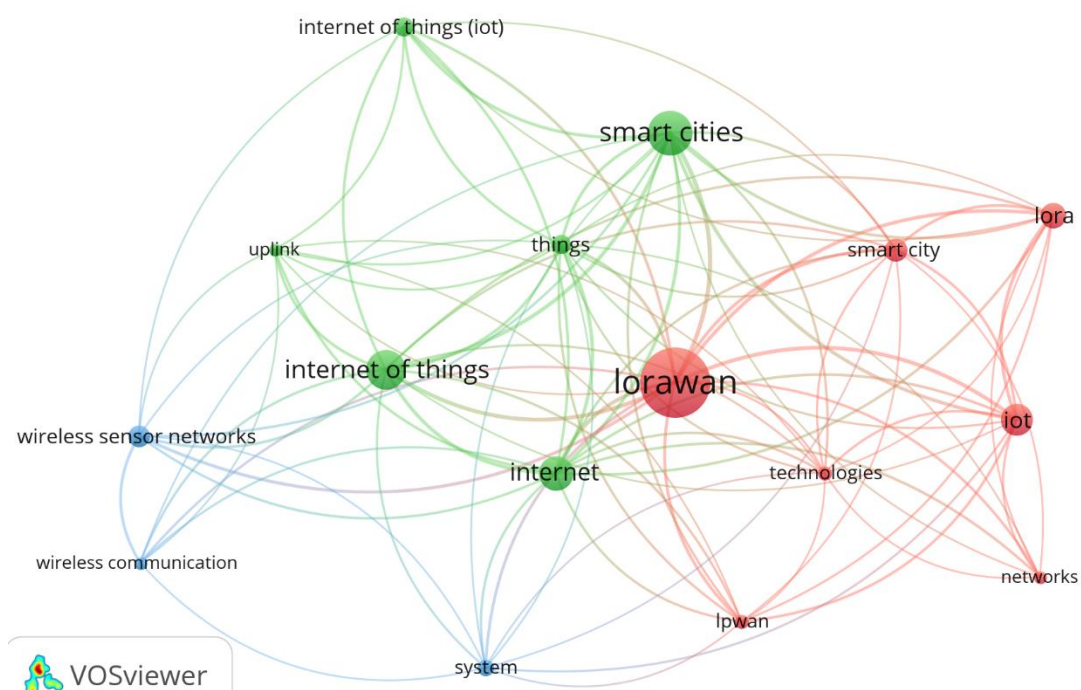 internet of things (iot)
smart cities
lora
uplink
things
smart city
internet of things
lorawan
iot
wireless sensor networks
internet
technologies
wireless communication
networks
lpwan
system
VOSviewer